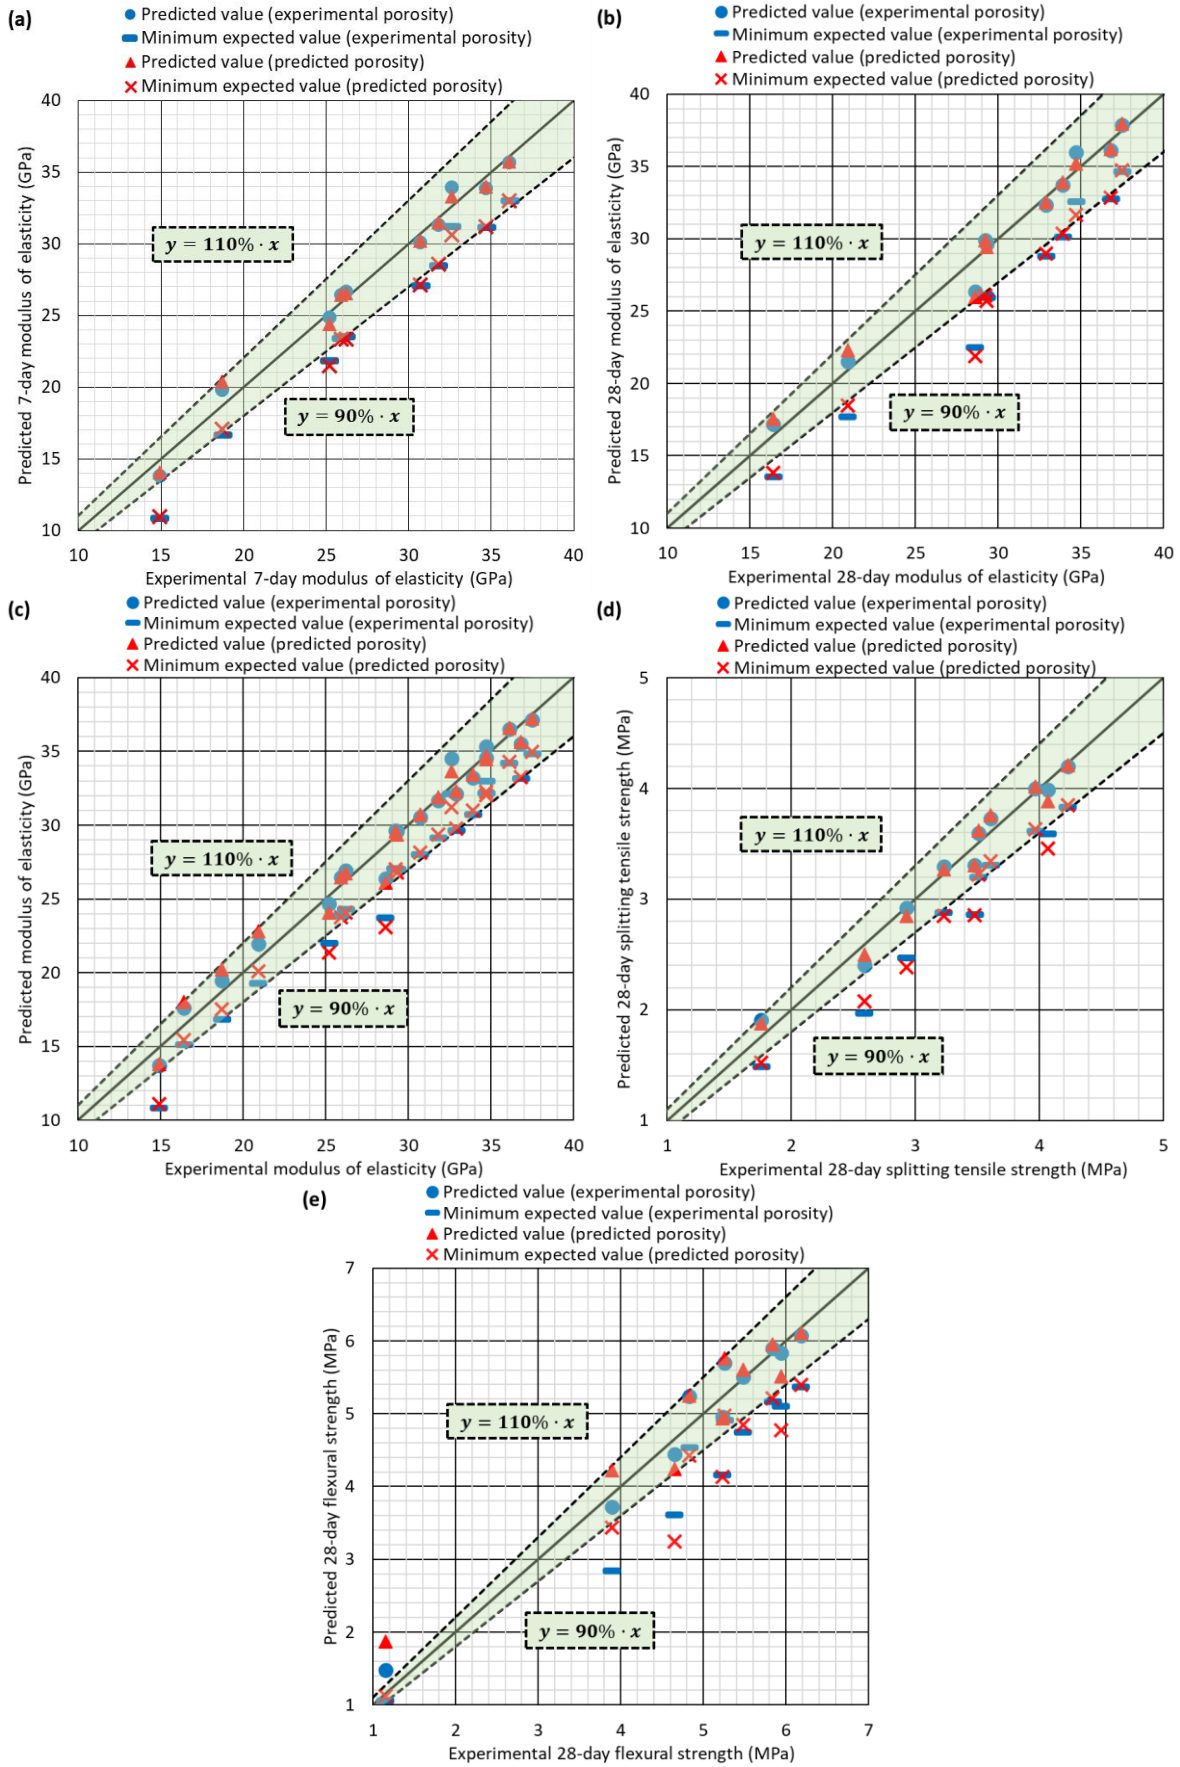 (a)
Predicted value (experimental porosity)
Minimum expected value (experimental porosity)
Predicted value (predicted porosity)
Minimum expected value (predicted porosity)
40
35
30
25
20
15
10
Predicted 7-day modulus of elasticity (GPa)
y = 110% · x
y = 90% · x
10 15 20 25 30 35 40
Experimental 7-day modulus of elasticity (GPa)
(b)
Predicted value (experimental porosity)
Minimum expected value (experimental porosity)
Predicted value (predicted porosity)
Minimum expected value (predicted porosity)
40
35
30
25
20
15
10
Predicted 28-day modulus of elasticity (GPa)
y = 110% · x
y = 90% · x
10 15 20 25 30 35 40
Experimental 28-day modulus of elasticity (GPa)
(c)
Predicted value (experimental porosity)
Minimum expected value (experimental porosity)
Predicted value (predicted porosity)
Minimum expected value (predicted porosity)
40
35
30
25
20
15
10
Predicted modulus of elasticity (GPa)
y = 110% · x
y = 90% · x
10 15 20 25 30 35 40
Experimental modulus of elasticity (GPa)
(d)
Predicted value (experimental porosity)
Minimum expected value (experimental porosity)
Predicted value (predicted porosity)
Minimum expected value (predicted porosity)
5
4
3
2
1
Predicted 28-day splitting tensile strength (MPa)
y = 110% · x
y = 90% · x
1 2 3 4 5
Experimental 28-day splitting tensile strength (MPa)
(e)
Predicted value (experimental porosity)
Minimum expected value (experimental porosity)
Predicted value (predicted porosity)
Minimum expected value (predicted porosity)
7
6
5
4
3
2
1
Predicted 28-day flexural strength (MPa)
y = 110% · x
y = 90% · x
1 2 3 4 5 6 7
Experimental 28-day flexural strength (MPa)